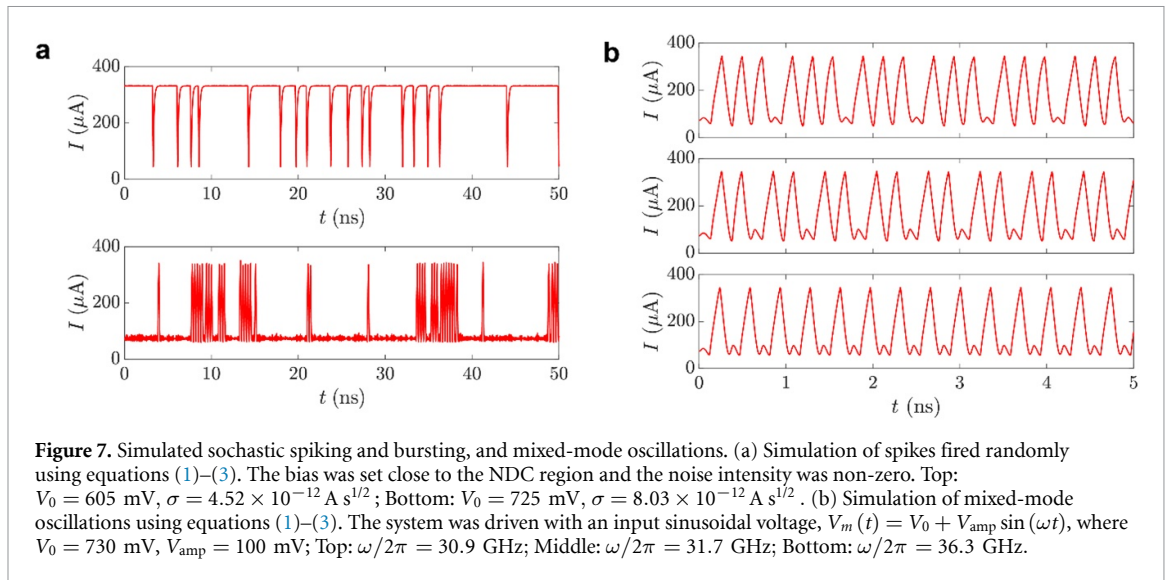 a
b
400
200
0
I (μA)
0 10 20 30 40 50
t (ns)
400
200
0
I (μA)
0 10 20 30 40 50
t (ns)
400
200
0
I (μA)
400
200
0
I (μA)
400
200
0
I (μA)
0 1 2 3 4 5
t (ns)
Figure 7. Simulated sochastic spiking and bursting, and mixed-mode oscillations. (a) Simulation of spikes fired randomly
using equations (1)–(3). The bias was set close to the NDC region and the noise intensity was non-zero. Top:
V₀ = 605 mV, σ = 4.52 × 10⁻¹² A s¹ᐟ² ; Bottom: V₀ = 725 mV, σ = 8.03 × 10⁻¹² A s¹ᐟ² . (b) Simulation of mixed-mode
oscillations using equations (1)–(3). The system was driven with an input sinusoidal voltage, Vₘ (t) = V₀ + V_amp sin (ωt), where
V₀ = 730 mV, V_amp = 100 mV; Top: ω/2π = 30.9 GHz; Middle: ω/2π = 31.7 GHz; Bottom: ω/2π = 36.3 GHz.